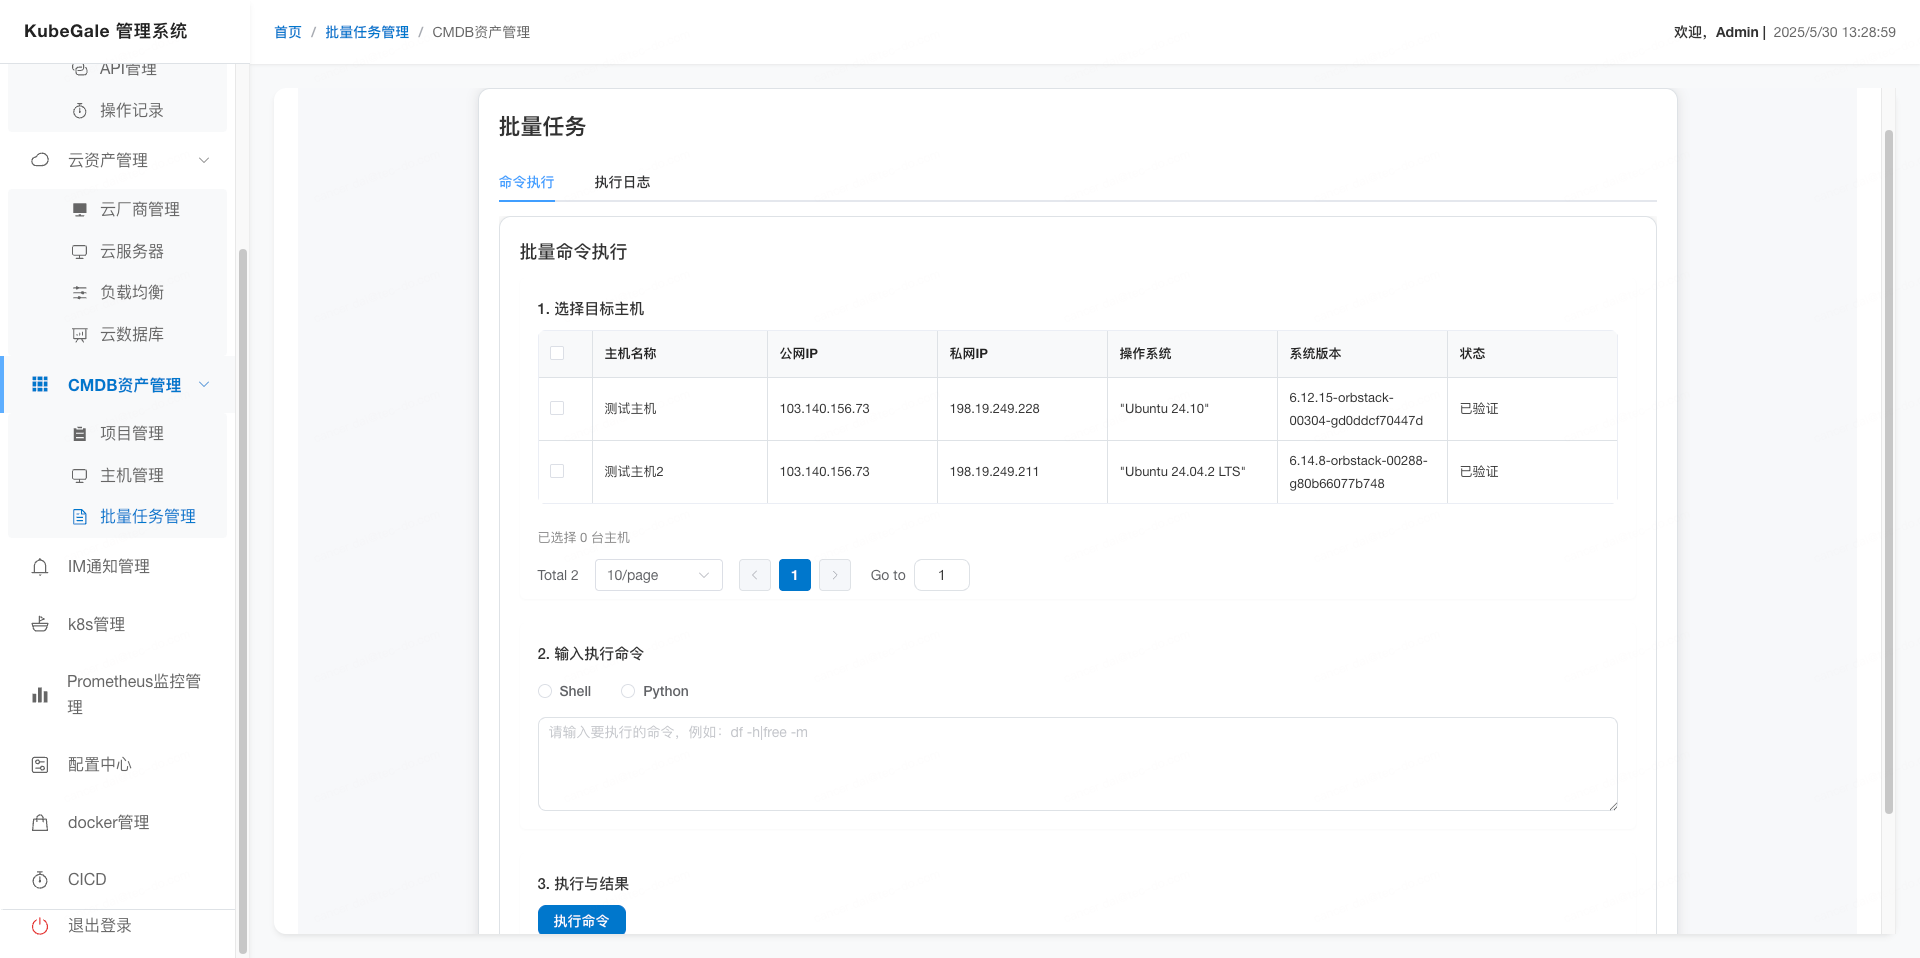 KubeGale 管理系统
首页 / 批量任务管理 / CMDB资产管理
欢迎，Admin | 2025/5/30 13:28:59
API管理
操作记录
云资产管理
云厂商管理
云服务器
负载均衡
云数据库
CMDB资产管理
项目管理
主机管理
批量任务管理
IM通知管理
k8s管理
Prometheus监控管
理
配置中心
docker管理
CICD
退出登录
批量任务
命令执行 执行日志
批量命令执行
1. 选择目标主机
主机名称 公网IP 私网IP 操作系统 系统版本 状态
测试主机 103.140.156.73 198.19.249.228 "Ubuntu 24.10" 6.12.15-orbstack-
00304-gd0ddcf70447d 已验证
测试主机2 103.140.156.73 198.19.249.211 "Ubuntu 24.04.2 LTS" 6.14.8-orbstack-00288-
g80b66077b748 已验证
已选择 0 台主机
Total 2 10/page 1 Go to 1
2. 输入执行命令
Shell Python
请输入要执行的命令，例如：df -h|free -m
3. 执行与结果
执行命令